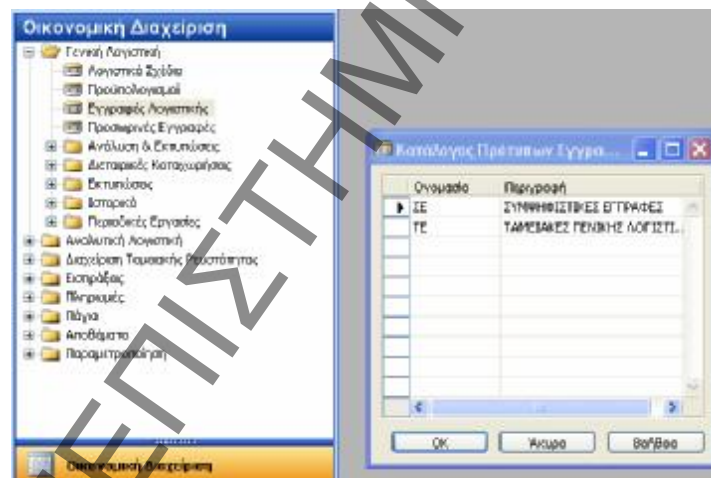 Οικονομική Διαχείριση
Γενική Λογιστική
Λογιστικά Σχέδια
Προϋπολογισμοί
Εγγραφές Λογιστικής
Προσωρινές Εγγραφές
Ανάλυση & Εκτυπώσεις
Διεταιρικές Καταχωρήσεις
Εκτυπώσεις
Ιστορικό
Περιοδικές Εργασίες
Αναλυτική Λογιστική
Διαχείριση Ταμειακής Ρευστότητας
Εισπράξεις
Πληρωμές
Πάγια
Αποθέματα
Παραμετροποίηση
Οικονομική Διαχείριση
Κατάλογος Πρότυπων Εγγρα...
Ονομασία Περιγραφή
ΣΕ ΣΥΜΨΗΦΙΣΤΙΚΕΣ ΕΓΓΡΑΦΕΣ
ΤΕ ΤΑΜΕΙΑΚΕΣ ΓΕΝΙΚΗΣ ΛΟΓΙΣΤΙ...
OK Άκυρο Βοήθεια
ΕΠΙΣΤΗΜΙ